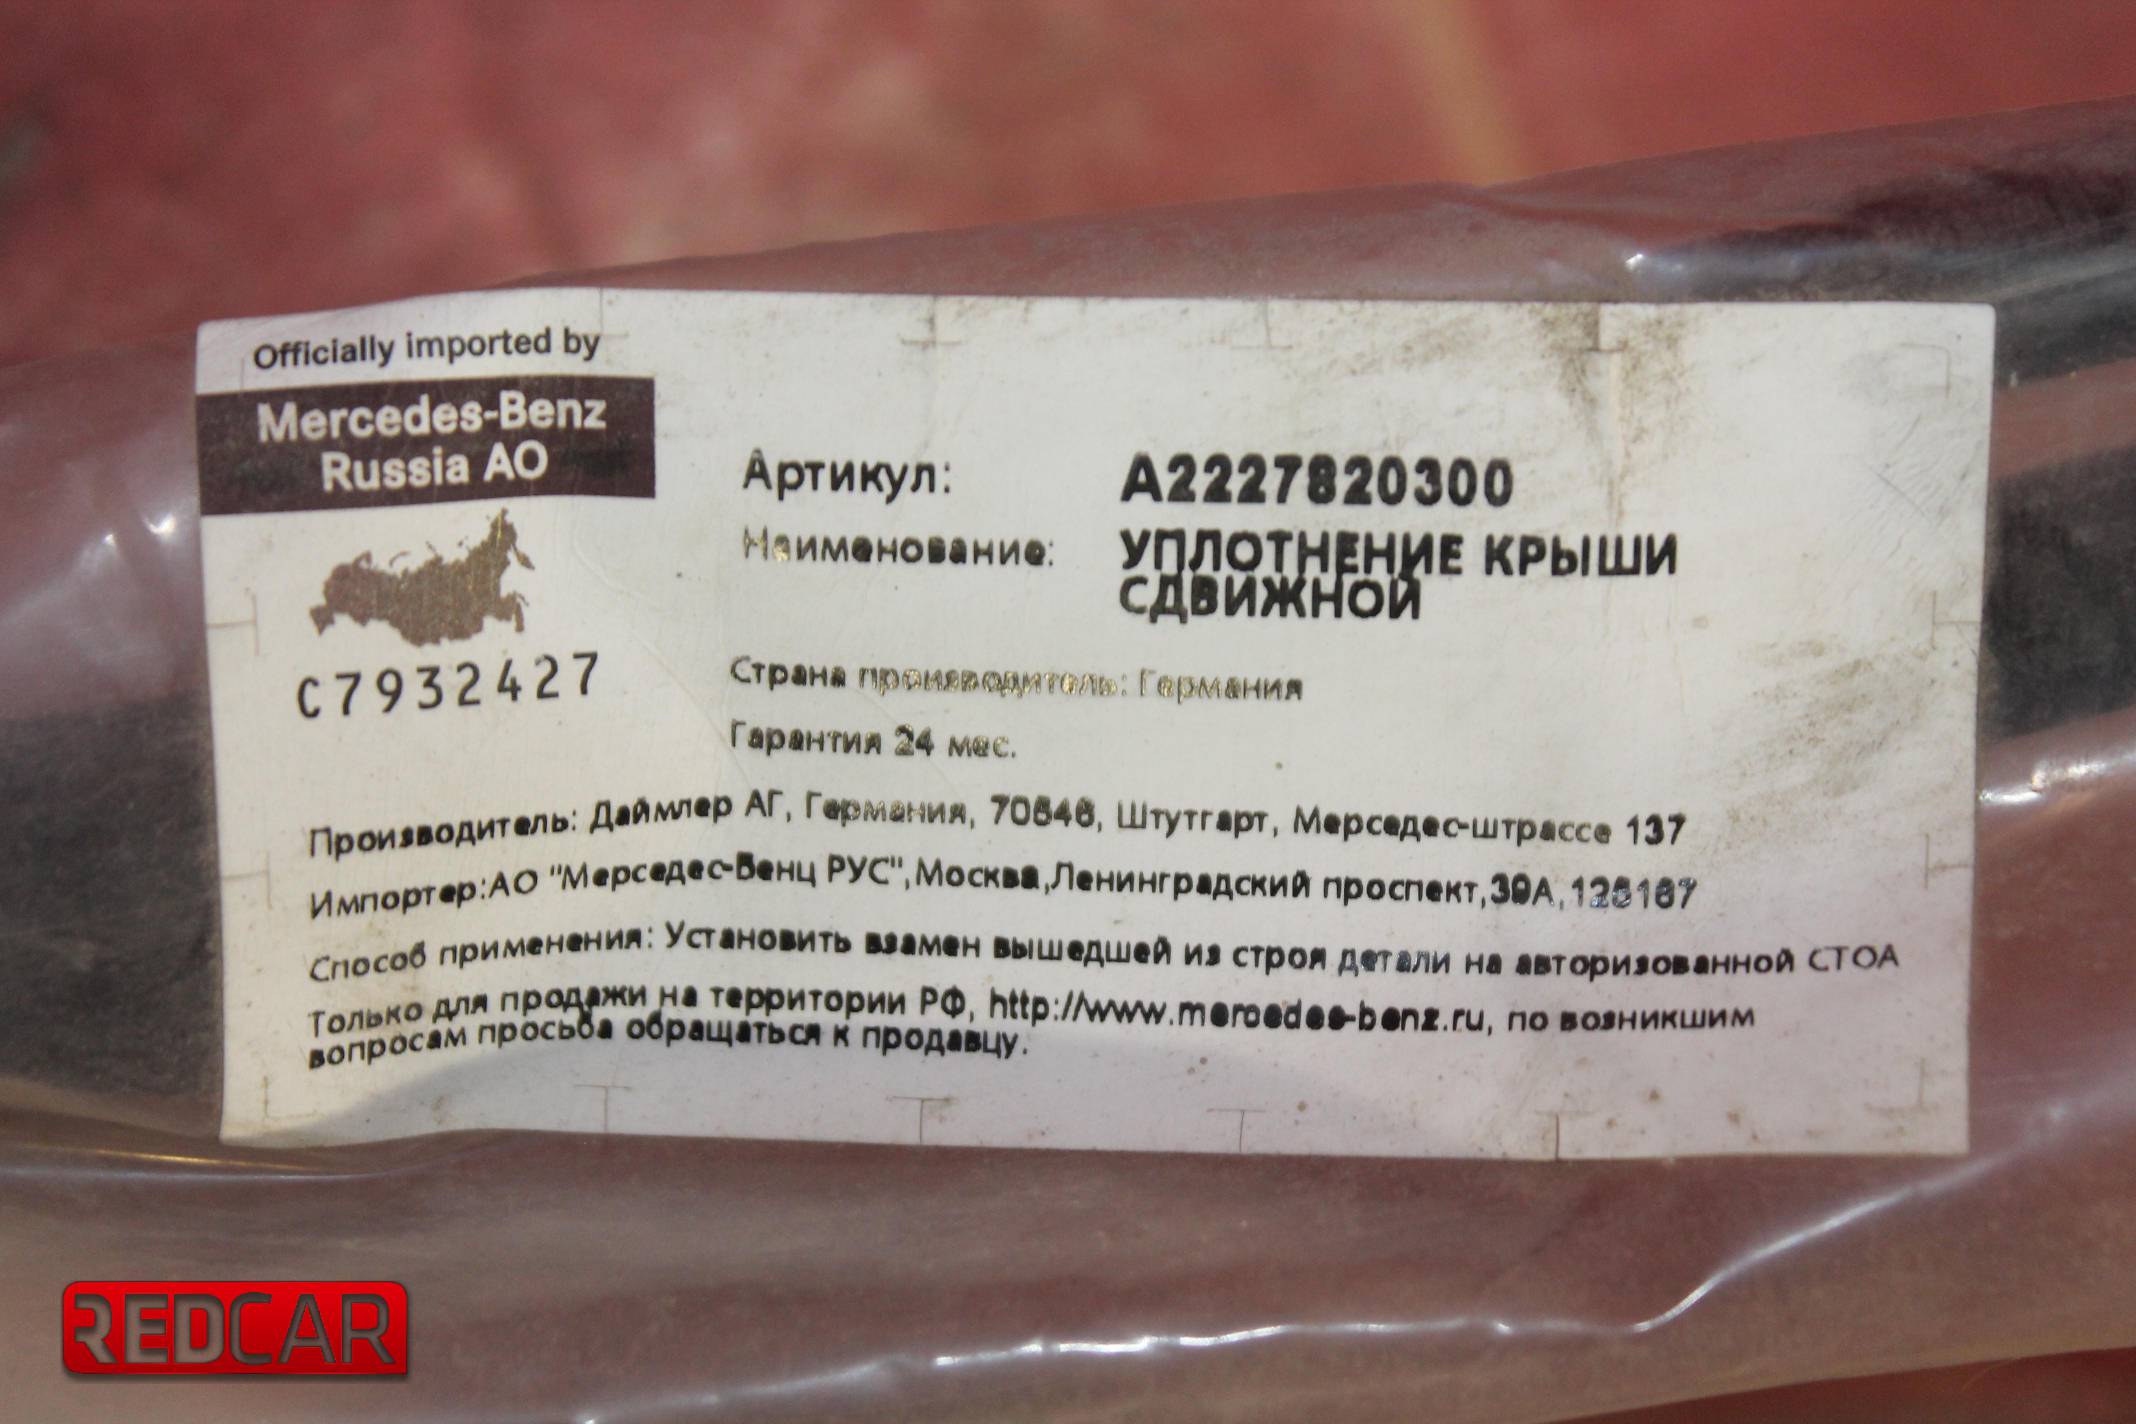 Officially imported by
Mercedes-Benz
Russia AO
C7932427
Артикул: A2227820300
Наименование: УПЛОТНЕНИЕ КРЫШИ
СДВИЖНОЙ
Страна производитель: Германия
Гарантия 24 мес.
Производитель: Даймлер АГ, Германия, 70546, Штутгарт, Мерседес-штрассе 137
Импортер:АО "Мерседес-Бенц РУС",Москва,Ленинградский проспект,39А,125167
Способ применения: Установить взамен вышедшей из строя детали на авторизованной СТОА
Только для продажи на территории РФ, http://www.mercedes-benz.ru, по возникшим
вопросам просьба обращаться к продавцу.
REDCAR